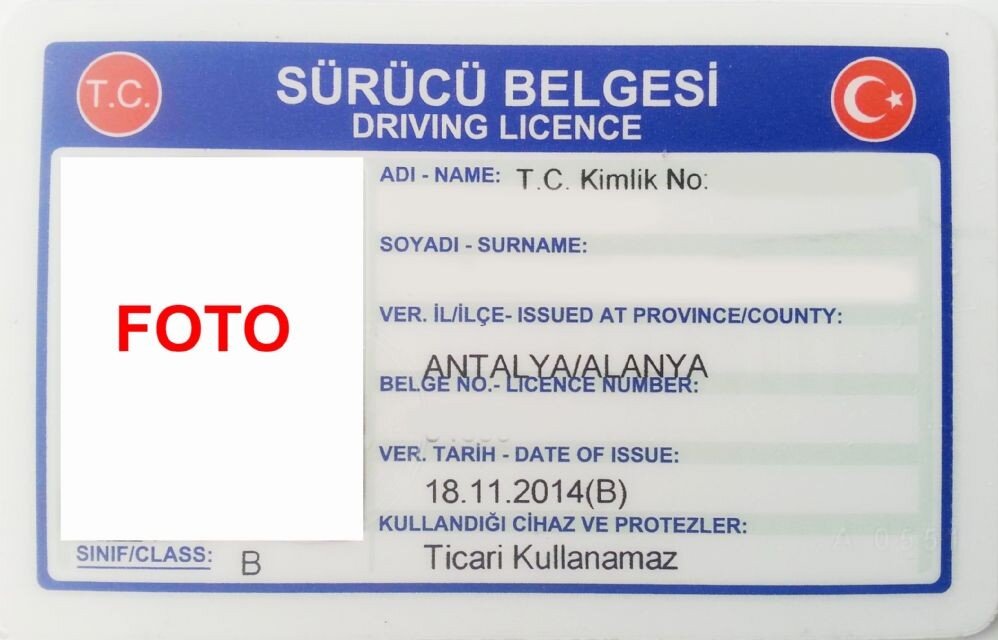 T.C.
SÜRÜCÜ BELGESİ
DRIVING LICENCE
ADI - NAME: T.C. Kimlik No:
SOYADI - SURNAME:
VER. İL/İLÇE- ISSUED AT PROVINCE/COUNTY:
ANTALYA/ALANYA
BELGE NO.- LICENCE NUMBER:
VER. TARİH - DATE OF ISSUE:
18.11.2014(B)
KULLANDIĞI CİHAZ VE PROTEZLER:
Ticari Kullanamaz
FOTO
SINIF/CLASS: B